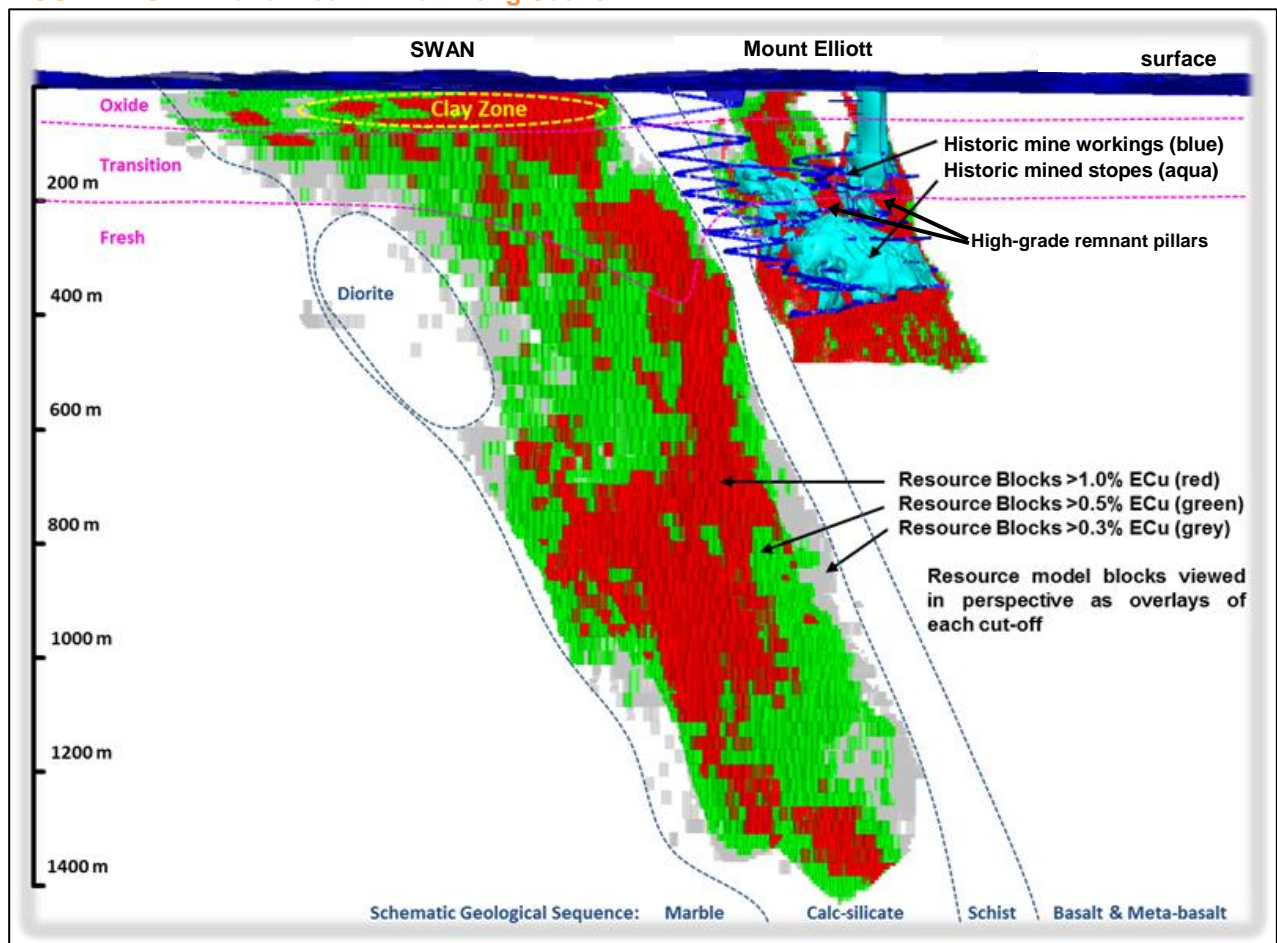 SWAN
Mount Elliott
surface
Oxide
Clay Zone
Transition
200 m
Fresh
400 m
600 m
800 m
1000 m
1200 m
1400 m
Diorite
Historic mine workings (blue)
Historic mined stopes (aqua)
High-grade remnant pillars
Resource Blocks >1.0% ECu (red)
Resource Blocks >0.5% ECu (green)
Resource Blocks >0.3% ECu (grey)
Resource model blocks viewed
in perspective as overlays of
each cut-off
Schematic Geological Sequence: Marble Calc-silicate Schist Basalt & Meta-basalt